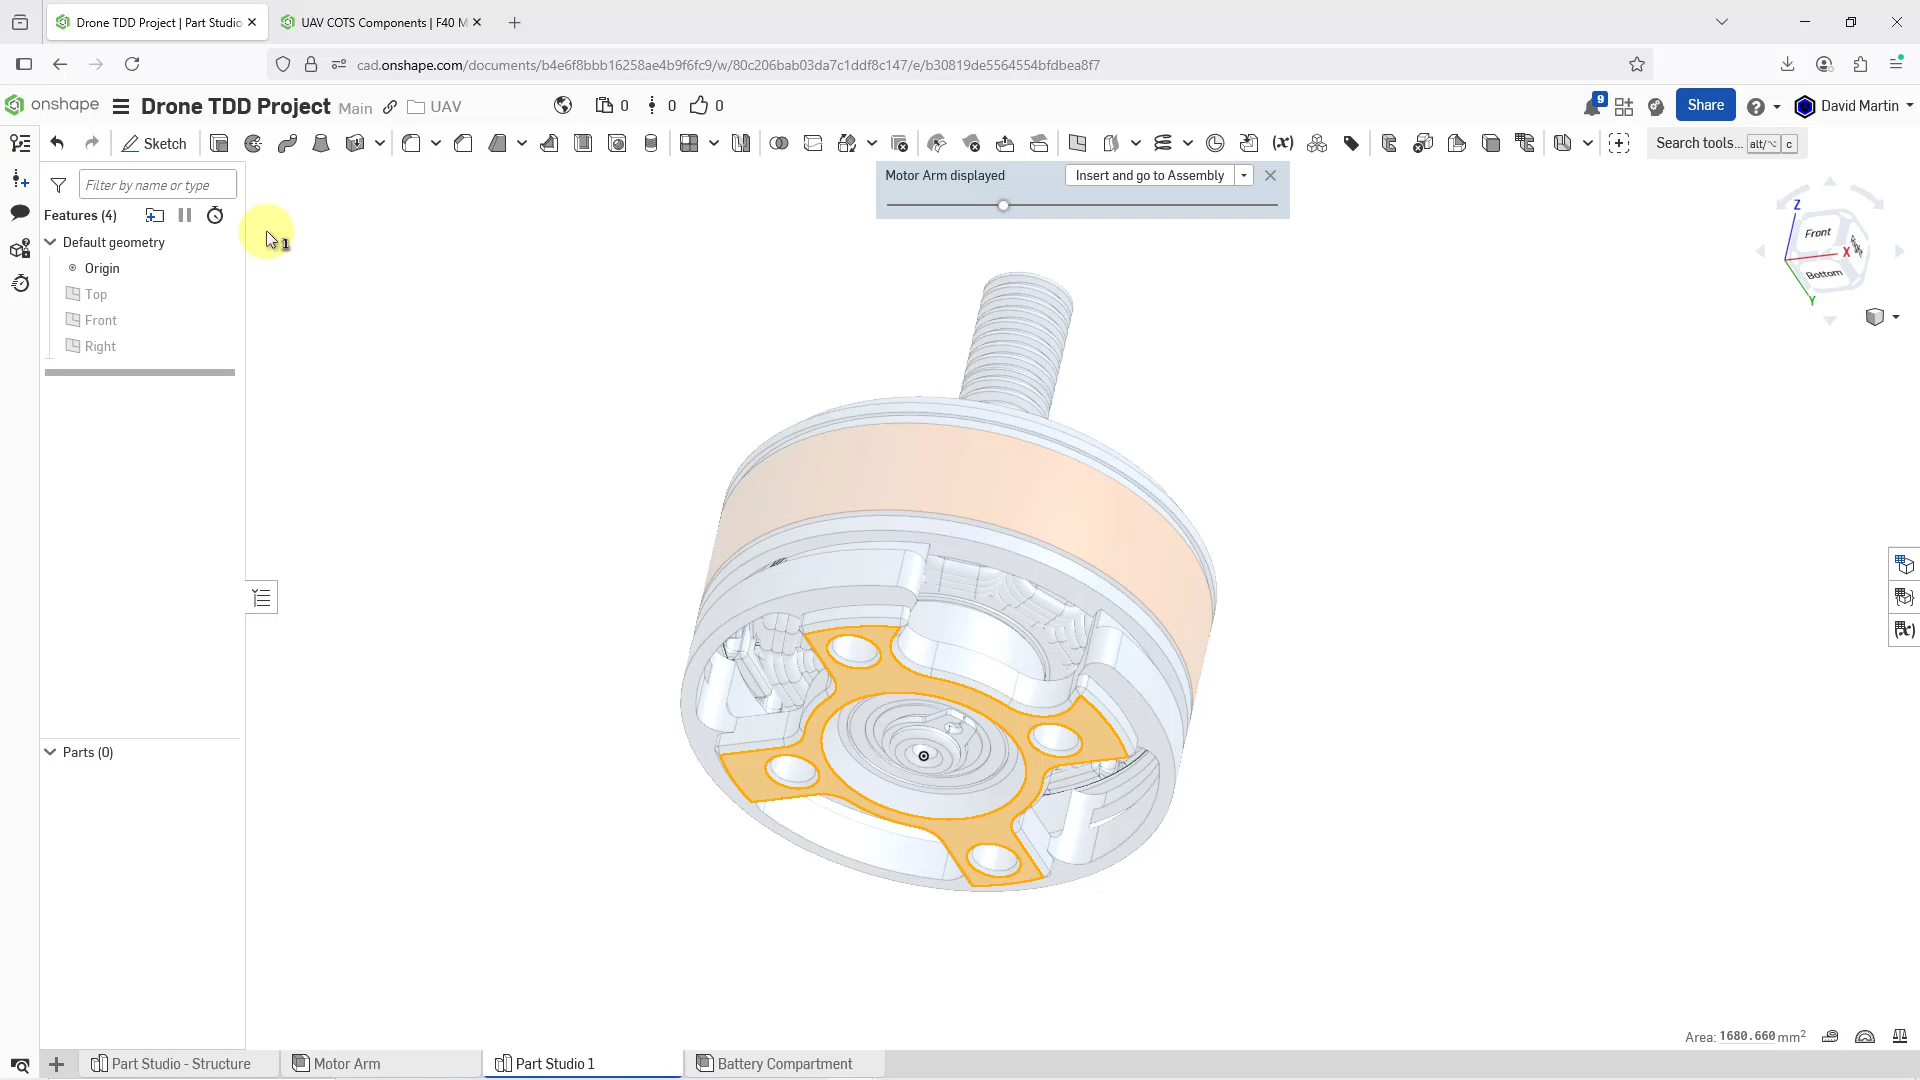 Drone TDD Project | Part Studio
UAV COTS Components | F40 M
cad.onshape.com/documents/b4e6f8bbb16258ae4b9f6fc9/w/80c206bab03da7c1ddf8c147/e/b30819de5564554bfdbea8f7
onshape
Drone TDD Project Main UAV 0 0 0
9
Share
David Martin
Sketch
(x)
Search tools... alt/⌥ c
Filter by name or type
Motor Arm displayed
Insert and go to Assembly
Features (4)
1
Default geometry
Origin
Top
Front
Right
Z
Front
Right
X
Bottom
Y
(x)
Parts (0)
Area: 1680.660 mm²
Part Studio - Structure
Motor Arm
Part Studio 1
Battery Compartment